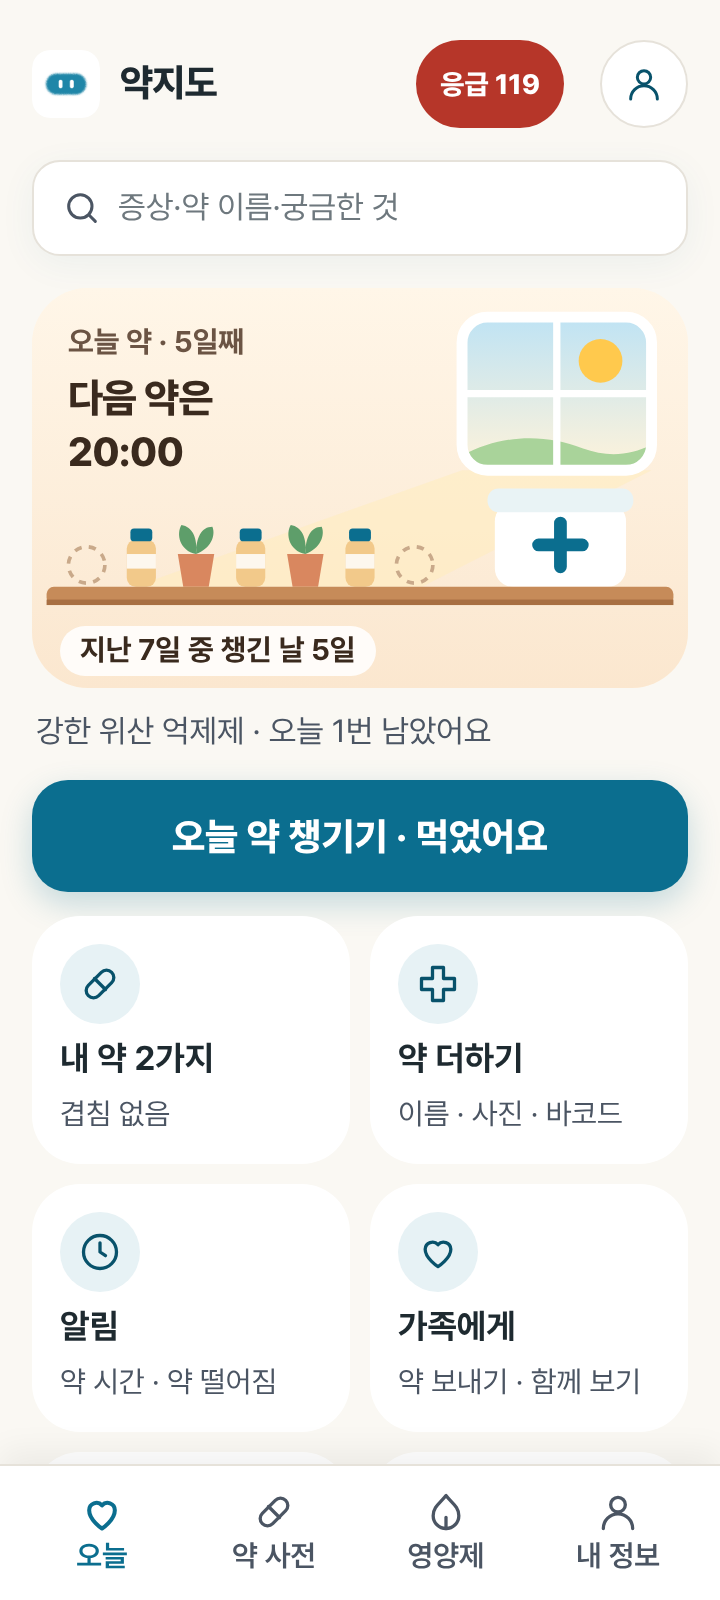 약지도
응급 119
증상·약 이름·궁금한 것
오늘 약 · 5일째
다음 약은
20:00
지난 7일 중 챙긴 날 5일
강한 위산 억제제 · 오늘 1번 남았어요
오늘 약 챙기기 · 먹었어요
내 약 2가지
겹침 없음
약 더하기
이름 · 사진 · 바코드
알림
약 시간 · 약 떨어짐
가족에게
약 보내기 · 함께 보기
오늘
약 사전
영양제
내 정보